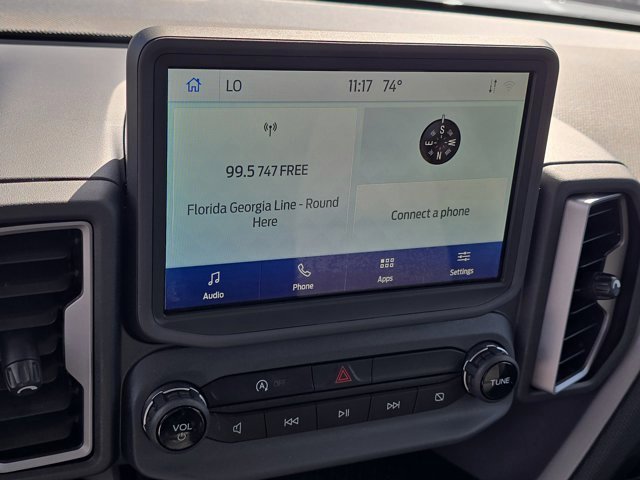 LO 11:17 74°
99.5 747 FREE
Florida Georgia Line - Round
Here
S
E W
N
Connect a phone
Audio Phone Apps Settings
A OFF
VOL
TUNE